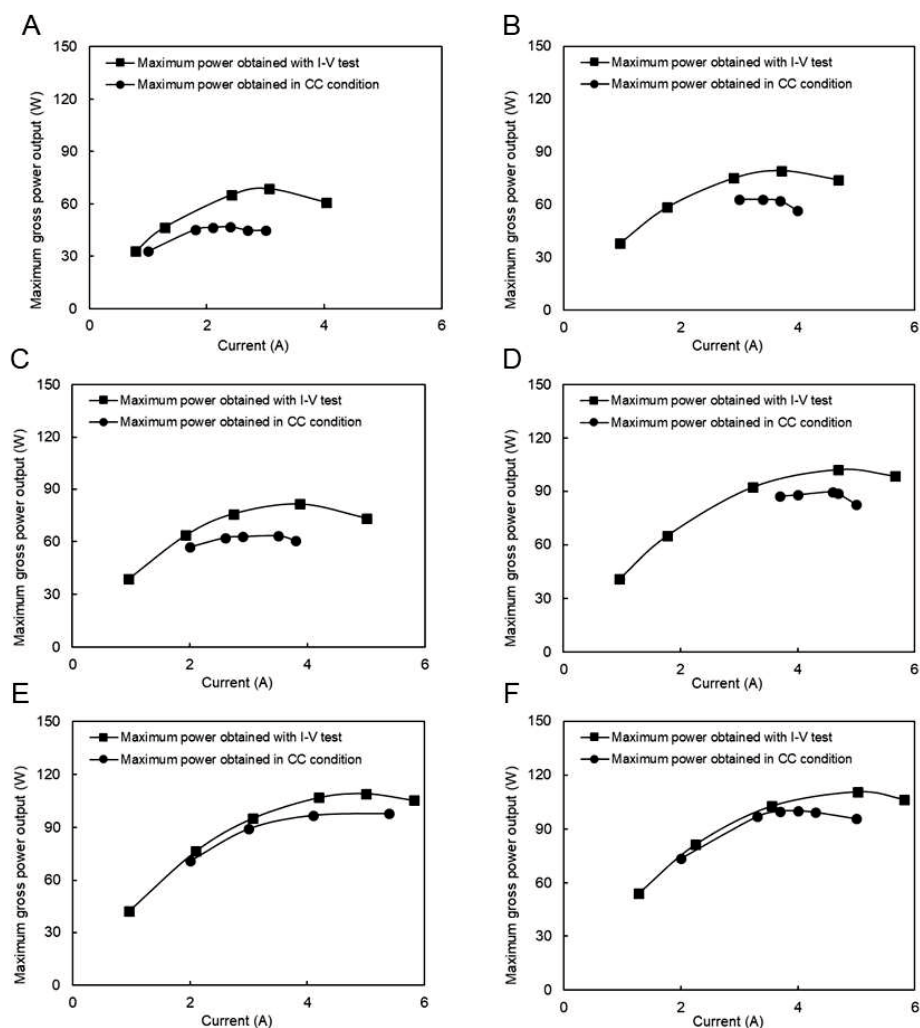 A
Maximum gross power output (W)
150
120
90
60
30
0
Maximum power obtained with I-V test
Maximum power obtained in CC condition
0 2 4 6
Current (A)
B
Maximum gross power output (W)
150
120
90
60
30
0
Maximum power obtained with I-V test
Maximum power obtained in CC condition
0 2 4 6
Current (A)
C
Maximum gross power output (W)
150
120
90
60
30
0
Maximum power obtained with I-V test
Maximum power obtained in CC condition
0 2 4 6
Current (A)
D
Maximum gross power output (W)
150
120
90
60
30
0
Maximum power obtained with I-V test
Maximum power obtained in CC condition
0 2 4 6
Current (A)
E
Maximum gross power output (W)
150
120
90
60
30
0
Maximum power obtained with I-V test
Maximum power obtained in CC condition
0 2 4 6
Current (A)
F
Maximum gross power output (W)
150
120
90
60
30
0
Maximum power obtained with I-V test
Maximum power obtained in CC condition
0 2 4 6
Current (A)